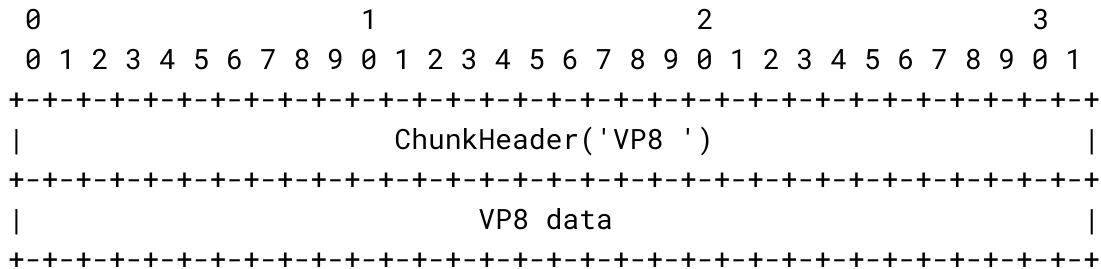 0                   1                   2                   3
 0 1 2 3 4 5 6 7 8 9 0 1 2 3 4 5 6 7 8 9 0 1 2 3 4 5 6 7 8 9 0 1
+-+-+-+-+-+-+-+-+-+-+-+-+-+-+-+-+-+-+-+-+-+-+-+-+-+-+-+-+-+-+-+-+
|                      ChunkHeader('VP8 ')                      |
+-+-+-+-+-+-+-+-+-+-+-+-+-+-+-+-+-+-+-+-+-+-+-+-+-+-+-+-+-+-+-+-+
|                           VP8 data                            |
+-+-+-+-+-+-+-+-+-+-+-+-+-+-+-+-+-+-+-+-+-+-+-+-+-+-+-+-+-+-+-+-+